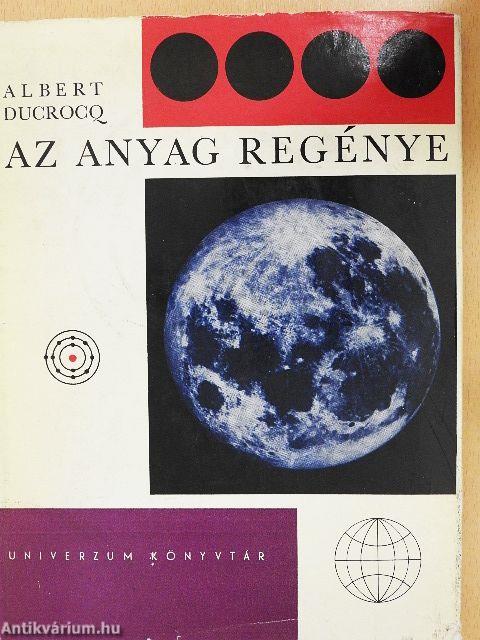 ALBERT
DUCROCQ
AZ ANYAG REGÉNYE
UNIVERZUM KÖNYVTÁR
Antikvárium.hu